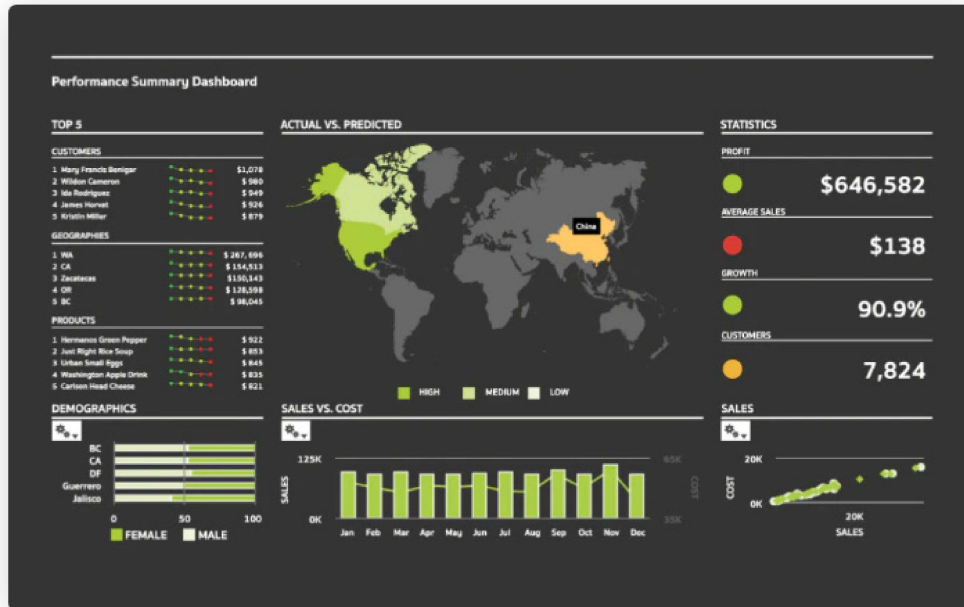 Performance Summary Dashboard
TOP 5
CUSTOMERS
1 Mary Francis Benigar $1,078
2 Wildon Cameron $ 980
3 Ida Rodriguez $ 949
4 James Horvat $ 926
5 Kristin Miller $ 879
GEOGRAPHIES
1 WA $ 267, 696
2 CA $ 154,513
3 Zacatecas $150,143
4 OR $ 128,598
5 BC $ 98,045
PRODUCTS
1 Hermanos Green Pepper $ 922
2 Just Right Rice Soup $ 853
3 Urban Small Eggs $ 845
4 Washington Apple Drink $ 835
5 Carlson Head Cheese $ 821
ACTUAL VS. PREDICTED
China
HIGH MEDIUM LOW
STATISTICS
PROFIT
$646,582
AVERAGE SALES
$138
GROWTH
90.9%
CUSTOMERS
7,824
DEMOGRAPHICS
BC
CA
DF
Guerrero
Jalisco
0 50 100
FEMALE MALE
SALES VS. COST
125K 65K
SALES COST
0K 35K
Jan Feb Mar Apr May Jun Jul Aug Sep Oct Nov Dec
SALES
20K
COST
0K
20K
SALES